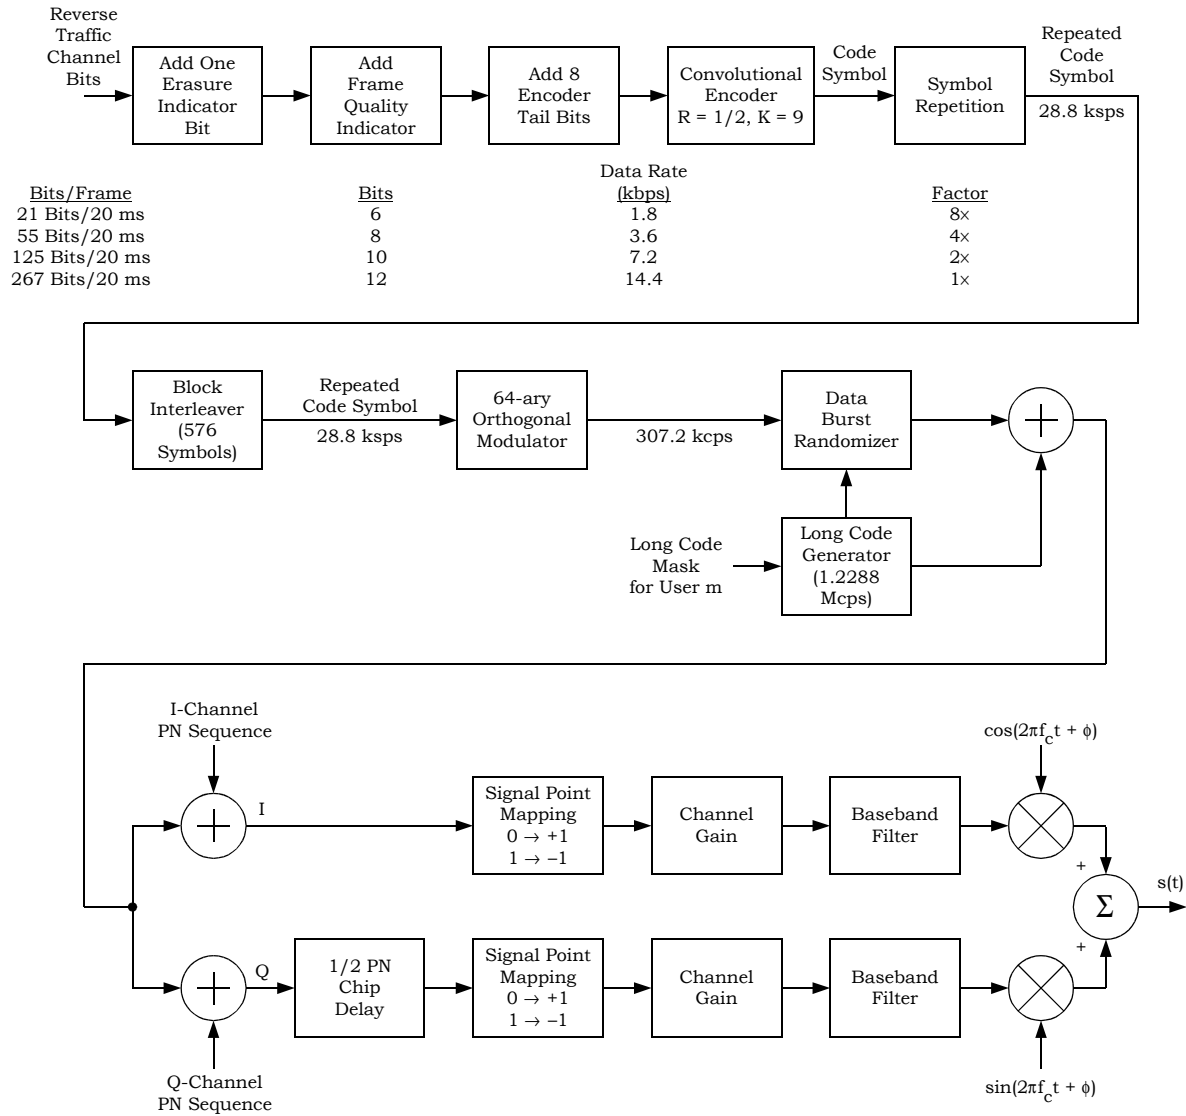 Reverse
Traffic
Channel
Bits
Add One
Erasure
Indicator
Bit
Add
Frame
Quality
Indicator
Add 8
Encoder
Tail Bits
Convolutional
Encoder
R = 1/2, K = 9
Code
Symbol
Symbol
Repetition
Repeated
Code
Symbol
28.8 ksps
Data Rate
Bits/Frame Bits (kbps) Factor
21 Bits/20 ms 6 1.8 8×
55 Bits/20 ms 8 3.6 4×
125 Bits/20 ms 10 7.2 2×
267 Bits/20 ms 12 14.4 1×
Block
Interleaver
(576
Symbols)
Repeated
Code Symbol
28.8 ksps
64-ary
Orthogonal
Modulator
307.2 kcps
Data
Burst
Randomizer
+
Long Code
Mask
for User m
Long Code
Generator
(1.2288
Mcps)
I-Channel
PN Sequence
+
I
Signal Point
Mapping
0 → +1
1 → –1
Channel
Gain
Baseband
Filter
cos(2πf_c t + ϕ)
+
Σ
s(t)
+
Q-Channel
PN Sequence
+
Q
1/2 PN
Chip
Delay
Signal Point
Mapping
0 → +1
1 → –1
Channel
Gain
Baseband
Filter
sin(2πf_c t + ϕ)